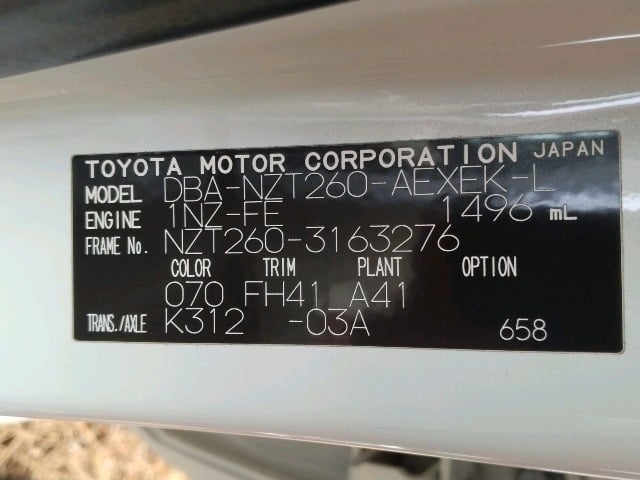 TOYOTA MOTOR CORPORATION JAPAN
MODEL DBA-NZT260-AEXEK-L
ENGINE 1NZ-FE 1496 mL
FRAME No. NZT260-3163276
COLOR TRIM PLANT OPTION
070 FH41 A41
TRANS./AXLE K312 -03A 658